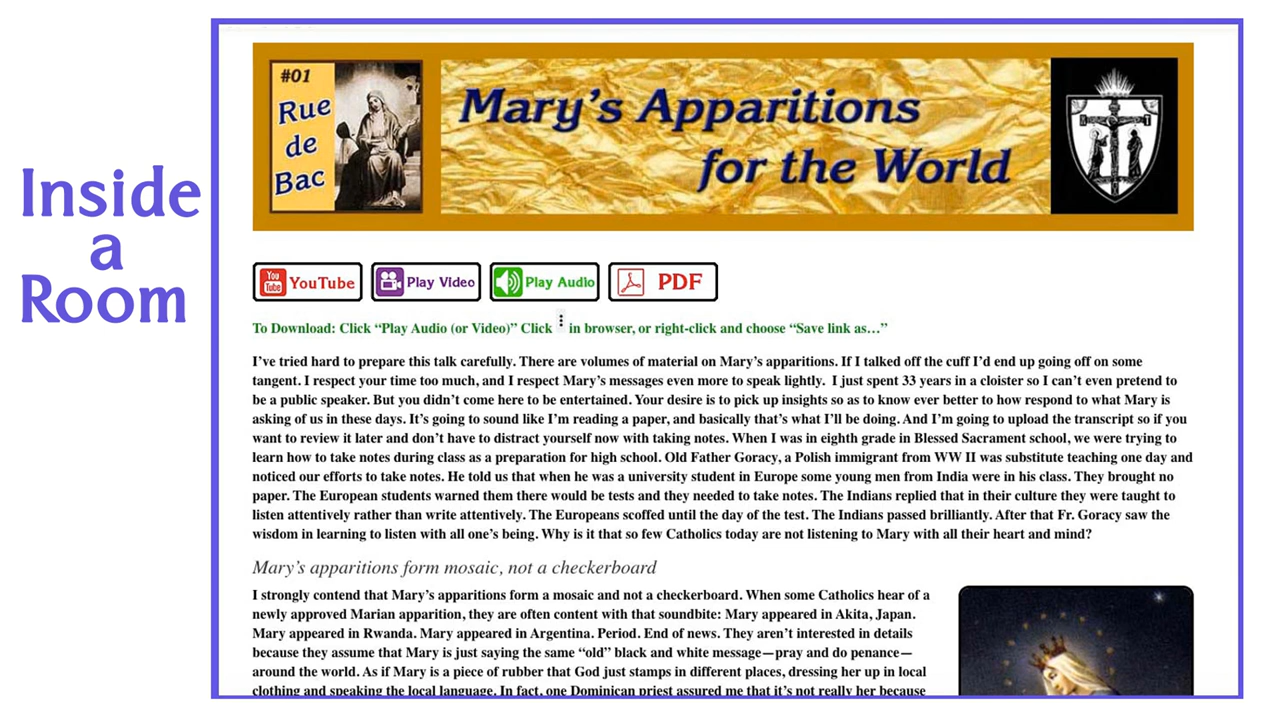 Inside
a
Room
#01
Rue
de
Bac
Mary's Apparitions
for the World
You
Tube
YouTube
Play Video
Play Audio
PDF
To Download: Click “Play Audio (or Video)” Click ⋮ in browser, or right-click and choose “Save link as…”
I've tried hard to prepare this talk carefully. There are volumes of material on Mary's apparitions. If I talked off the cuff I'd end up going off on some
tangent. I respect your time too much, and I respect Mary's messages even more to speak lightly.  I just spent 33 years in a cloister so I can't even pretend to
be a public speaker. But you didn't come here to be entertained. Your desire is to pick up insights so as to know ever better to how respond to what Mary is
asking of us in these days. It's going to sound like I'm reading a paper, and basically that's what I'll be doing. And I'm going to upload the transcript so if you
want to review it later and don't have to distract yourself now with taking notes. When I was in eighth grade in Blessed Sacrament school, we were trying to
learn how to take notes during class as a preparation for high school. Old Father Goracy, a Polish immigrant from WW II was substitute teaching one day and
noticed our efforts to take notes. He told us that when he was a university student in Europe some young men from India were in his class. They brought no
paper. The European students warned them there would be tests and they needed to take notes. The Indians replied that in their culture they were taught to
listen attentively rather than write attentively. The Europeans scoffed until the day of the test. The Indians passed brilliantly. After that Fr. Goracy saw the
wisdom in learning to listen with all one's being. Why is it that so few Catholics today are not listening to Mary with all their heart and mind?
Mary's apparitions form mosaic, not a checkerboard
I strongly contend that Mary's apparitions form a mosaic and not a checkerboard. When some Catholics hear of a
newly approved Marian apparition, they are often content with that soundbite: Mary appeared in Akita, Japan.
Mary appeared in Rwanda. Mary appeared in Argentina. Period. End of news. They aren't interested in details
because they assume that Mary is just saying the same “old” black and white message—pray and do penance—
around the world. As if Mary is a piece of rubber that God just stamps in different places, dressing her up in local
clothing and speaking the local language. In fact, one Dominican priest assured me that it's not really her because